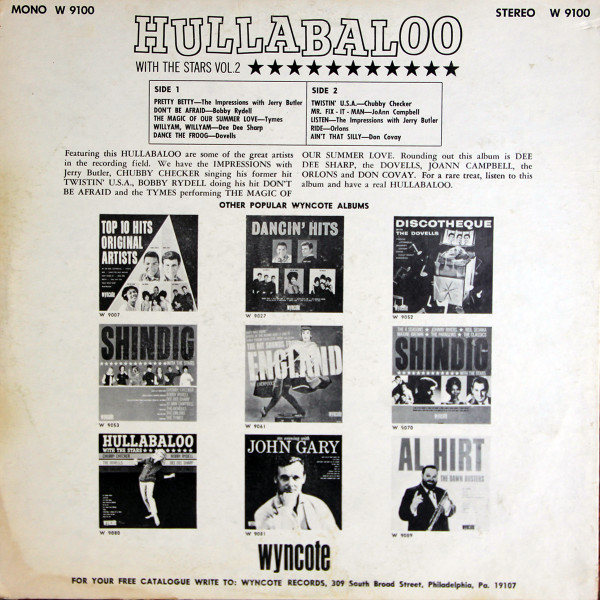 MONO W 9100
STEREO W 9100
HULLABALOO
WITH THE STARS VOL.2 ★★★★★★★★★★★
SIDE 1
PRETTY BETTY—The Impressions with Jerry Butler
DON'T BE AFRAID—Bobby Rydell
THE MAGIC OF OUR SUMMER LOVE—Tymes
WILLYAM, WILLYAM—Dee Dee Sharp
DANCE THE FROOG—Dovells
SIDE 2
TWISTIN' U.S.A.—Chubby Checker
MR. FIX - IT - MAN—JoAnn Campbell
LISTEN—The Impressions with Jerry Butler
RIDE—Orlons
AIN'T THAT SILLY—Don Covay
Featuring this HULLABALOO are some of the great artists
in the recording field. We have the IMPRESSIONS with
Jerry Butler, CHUBBY CHECKER singing his former hit
TWISTIN' U.S.A., BOBBY RYDELL doing his hit DON'T
BE AFRAID and the TYMES performing THE MAGIC OF
OUR SUMMER LOVE. Rounding out this album is DEE
DEE SHARP, the DOVELLS, JOANN CAMPBELL, the
ORLONS and DON COVAY. For a rare treat, listen to this
album and have a real HULLABALOO.
OTHER POPULAR WYNCOTE ALBUMS
TOP 10 HITS
ORIGINAL
ARTISTS
W 9007
DANCIN' HITS
W 9027
DISCOTHEQUE
THE DOVELLS
W 9052
SHINDIG
W 9053
ENGLAND
W 9061
SHINDIG
W 9070
HULLABALOO
WITH THE STARS
W 9080
an evening with
JOHN GARY
W 9081
AL HIRT
THE DAWN BUSTERS
W 9089
wyncote
FOR YOUR FREE CATALOGUE WRITE TO: WYNCOTE RECORDS, 309 South Broad Street, Philadelphia, Pa. 19107